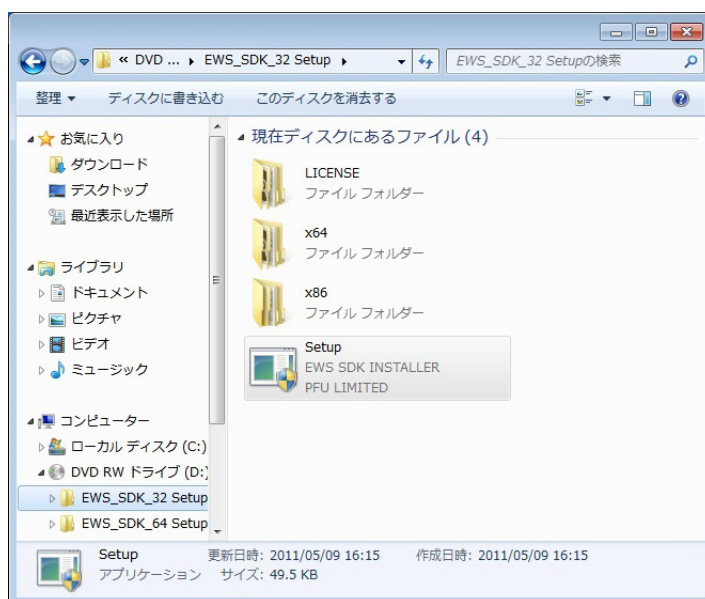 « DVD ... ▸ EWS_SDK_32 Setup ▸
EWS_SDK_32 Setupの検索
整理 ▼ ディスクに書き込む このディスクを消去する
お気に入り
ダウンロード
デスクトップ
最近表示した場所
ライブラリ
ドキュメント
ピクチャ
ビデオ
ミュージック
コンピューター
ローカル ディスク (C:)
DVD RW ドライブ (D:)
EWS_SDK_32 Setup
EWS_SDK_64 Setup
現在ディスクにあるファイル (4)
LICENSE
ファイル フォルダー
x64
ファイル フォルダー
x86
ファイル フォルダー
Setup
EWS SDK INSTALLER
PFU LIMITED
Setup 更新日時: 2011/05/09 16:15 作成日時: 2011/05/09 16:15
アプリケーション サイズ: 49.5 KB